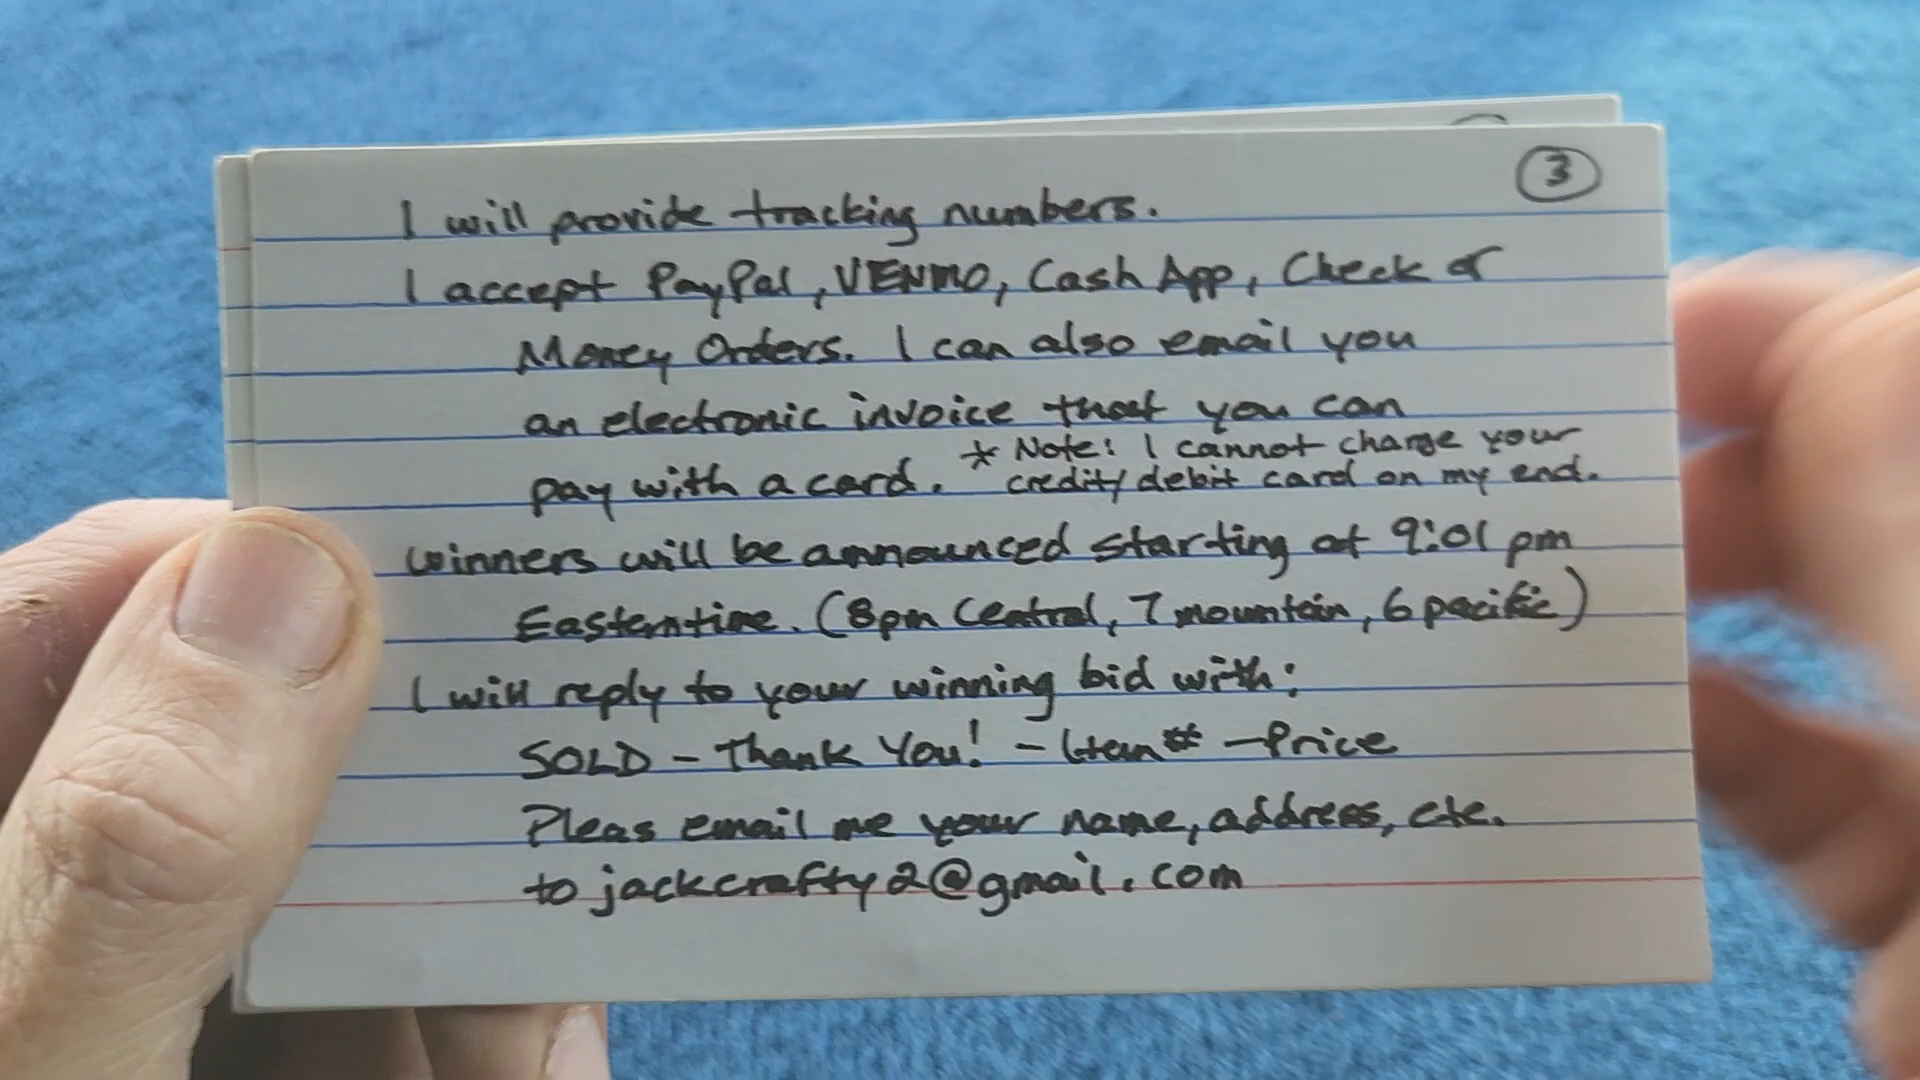 3
I will provide tracking numbers.
I accept PayPal, VENMO, Cash App, Check or
Money Orders. I can also email you
an electronic invoice that you can
pay with a card. * Note: I cannot charge your
credit/debit card on my end.
Winners will be announced starting at 9:01 pm
Eastern time. (8pm Central, 7 mountain, 6 pacific)
I will reply to your winning bid with:
SOLD - Thank You! - Item # - Price
Pleas email me your name, address, etc.
to jackcrafty2@gmail.com